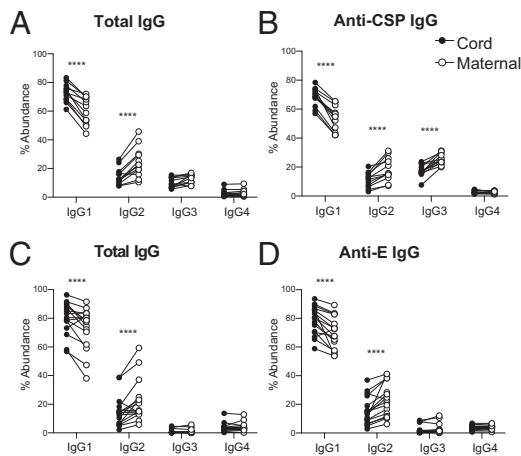 A
Total IgG
100
80
60
40
20
0
% Abundance
****
****
IgG1 IgG2 IgG3 IgG4
B
Anti-CSP IgG
Cord
Maternal
100
80
60
40
20
0
% Abundance
****
****
****
IgG1 IgG2 IgG3 IgG4
C
Total IgG
100
80
60
40
20
0
% Abundance
****
****
IgG1 IgG2 IgG3 IgG4
D
Anti-E IgG
100
80
60
40
20
0
% Abundance
****
****
IgG1 IgG2 IgG3 IgG4